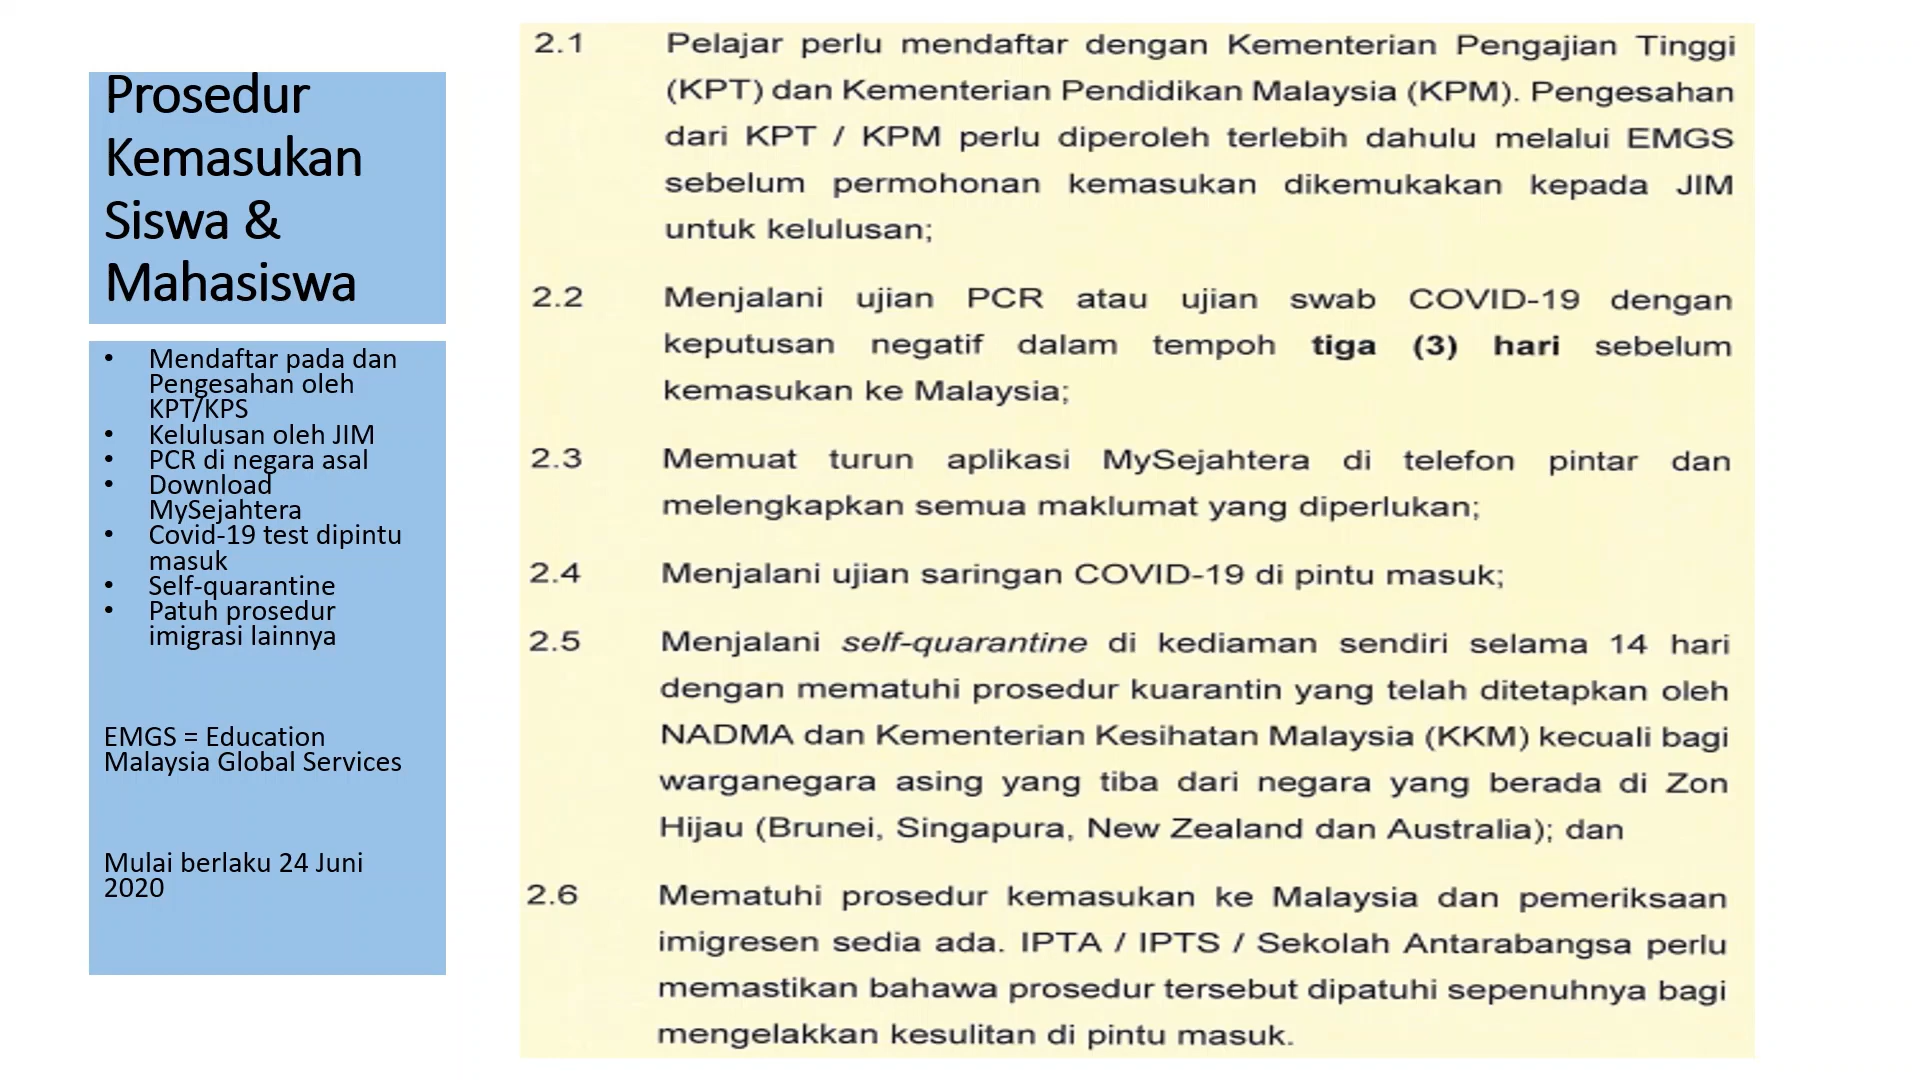 Prosedur
Kemasukan
Siswa &
Mahasiswa
• Mendaftar pada dan
Pengesahan oleh
KPT/KPS
• Kelulusan oleh JIM
• PCR di negara asal
• Download
MySejahtera
• Covid-19 test dipintu
masuk
• Self-quarantine
• Patuh prosedur
imigrasi lainnya
EMGS = Education
Malaysia Global Services
Mulai berlaku 24 Juni
2020
2.1 Pelajar perlu mendaftar dengan Kementerian Pengajian Tinggi
(KPT) dan Kementerian Pendidikan Malaysia (KPM). Pengesahan
dari KPT / KPM perlu diperoleh terlebih dahulu melalui EMGS
sebelum permohonan kemasukan dikemukakan kepada JIM
untuk kelulusan;
2.2 Menjalani ujian PCR atau ujian swab COVID-19 dengan
keputusan negatif dalam tempoh tiga (3) hari sebelum
kemasukan ke Malaysia;
2.3 Memuat turun aplikasi MySejahtera di telefon pintar dan
melengkapkan semua maklumat yang diperlukan;
2.4 Menjalani ujian saringan COVID-19 di pintu masuk;
2.5 Menjalani self-quarantine di kediaman sendiri selama 14 hari
dengan mematuhi prosedur kuarantin yang telah ditetapkan oleh
NADMA dan Kementerian Kesihatan Malaysia (KKM) kecuali bagi
warganegara asing yang tiba dari negara yang berada di Zon
Hijau (Brunei, Singapura, New Zealand dan Australia); dan
2.6 Mematuhi prosedur kemasukan ke Malaysia dan pemeriksaan
imigresen sedia ada. IPTA / IPTS / Sekolah Antarabangsa perlu
memastikan bahawa prosedur tersebut dipatuhi sepenuhnya bagi
mengelakkan kesulitan di pintu masuk.